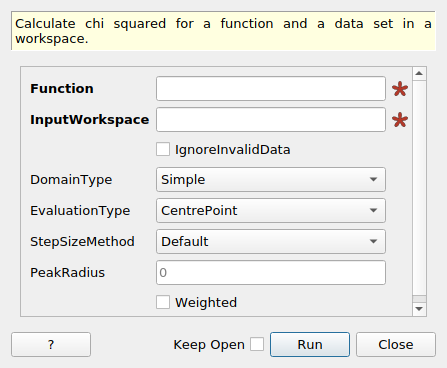 Calculate chi squared for a function and a data set in a
workspace.
Function
InputWorkspace
IgnoreInvalidData
DomainType Simple
EvaluationType CentrePoint
StepSizeMethod Default
PeakRadius 0
Weighted
? Keep Open Run Close